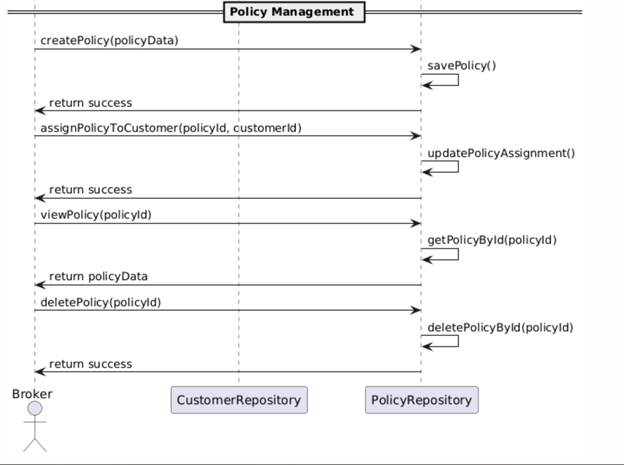 Policy Management
createPolicy(policyData)
savePolicy()
return success
assignPolicyToCustomer(policyId, customerId)
updatePolicyAssignment()
return success
viewPolicy(policyId)
getPolicyById(policyId)
return policyData
deletePolicy(policyId)
deletePolicyById(policyId)
return success
Broker
CustomerRepository
PolicyRepository